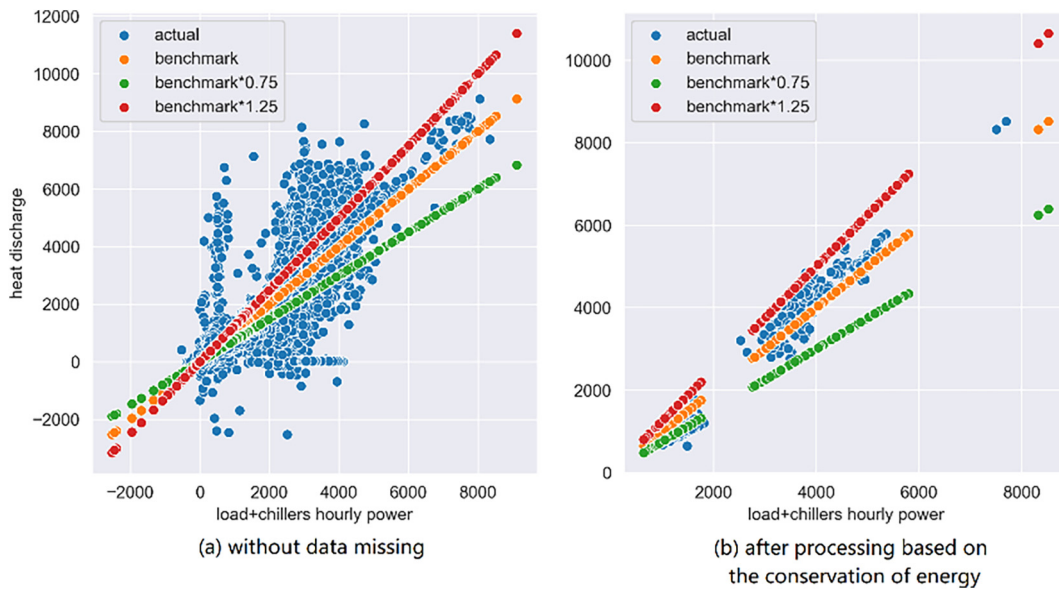 12000
10000
8000
6000
4000
2000
0
−2000
heat discharge
actual
benchmark
benchmark*0.75
benchmark*1.25
−2000 0 2000 4000 6000 8000
load+chillers hourly power
(a) without data missing
10000
8000
6000
4000
2000
0
actual
benchmark
benchmark*0.75
benchmark*1.25
2000 4000 6000 8000
load+chillers hourly power
(b) after processing based on
the conservation of energy